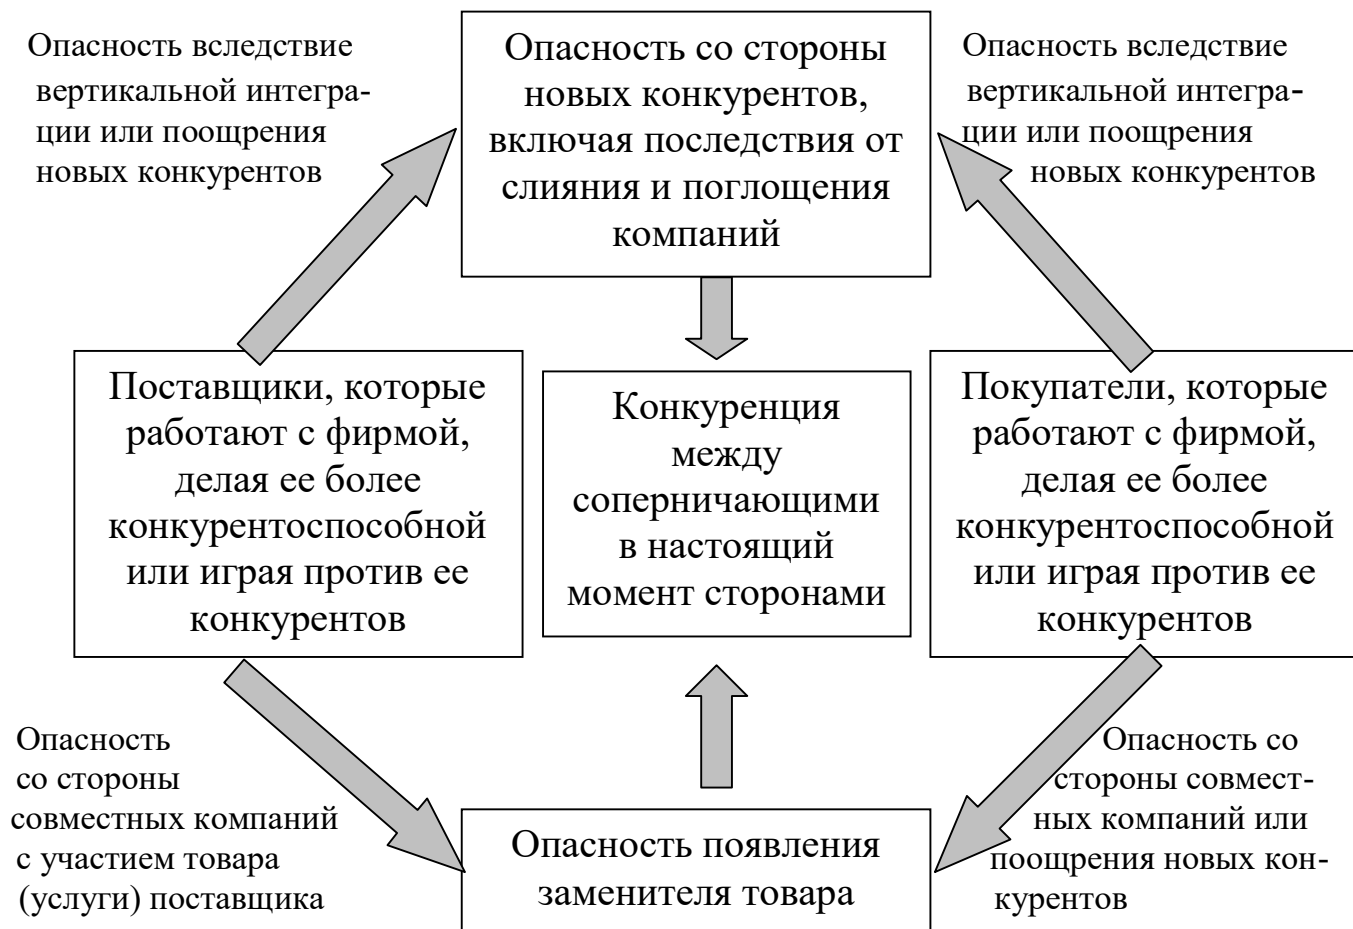 Опасность вследствие
вертикальной интегра-
ции или поощрения
новых конкурентов
Опасность со стороны
новых конкурентов,
включая последствия от
слияния и поглощения
компаний
Опасность вследствие
вертикальной интегра-
ции или поощрения
новых конкурентов
Поставщики, которые
работают с фирмой,
делая ее более
конкурентоспособной
или играя против ее
конкурентов
Конкуренция
между
соперничающими
в настоящий
момент сторонами
Покупатели, которые
работают с фирмой,
делая ее более
конкурентоспособной
или играя против ее
конкурентов
Опасность
со стороны
совместных компаний
с участием товара
(услуги) поставщика
Опасность появления
заменителя товара
Опасность со
стороны совмест-
ных компаний или
поощрения новых кон-
курентов